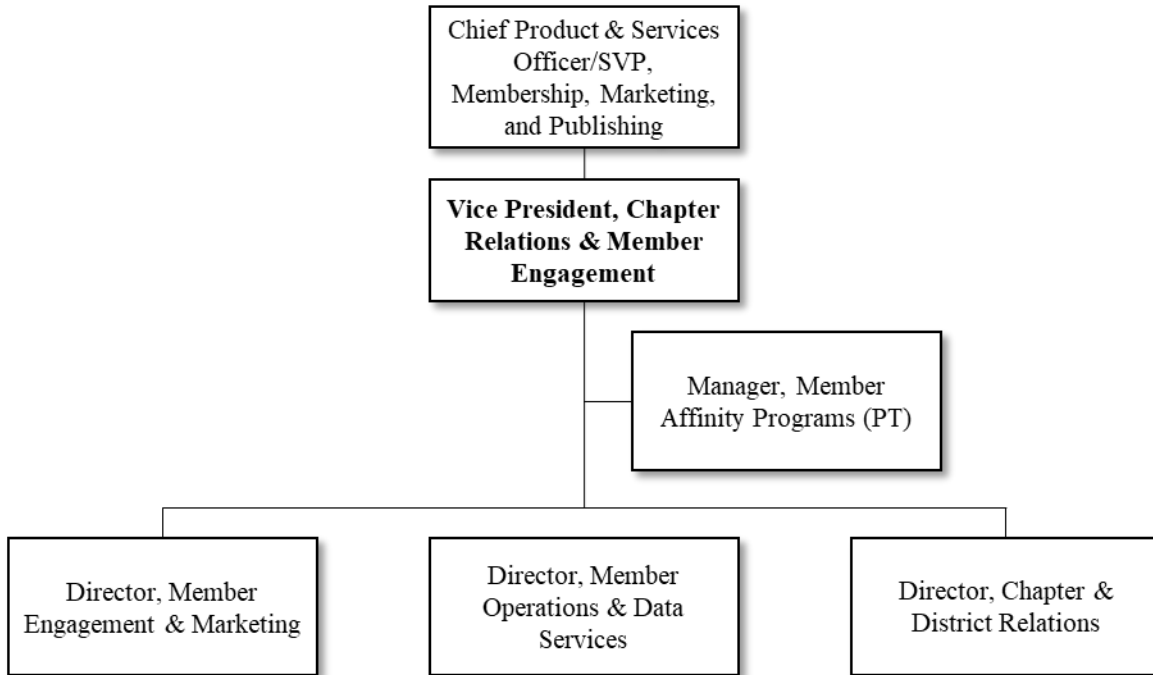 Chief Product & Services
Officer/SVP,
Membership, Marketing,
and Publishing
Vice President, Chapter
Relations & Member
Engagement
Manager, Member
Affinity Programs (PT)
Director, Member
Engagement & Marketing
Director, Member
Operations & Data
Services
Director, Chapter &
District Relations